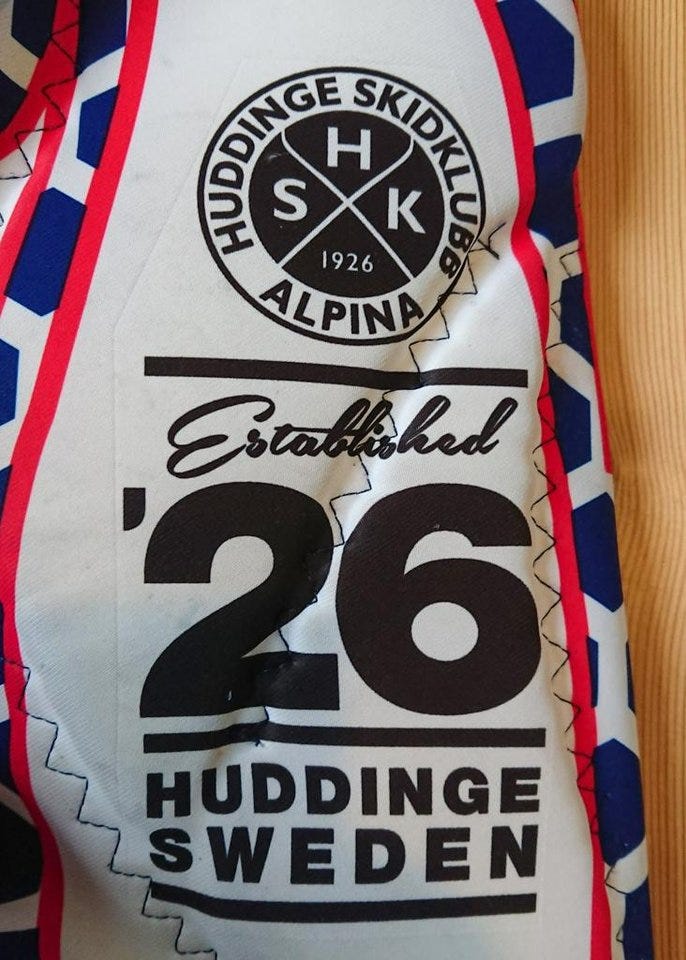 HUDDINGE SKIDKLUBB
H
S K
1926
ALPINA
Established
'26
HUDDINGE
SWEDEN